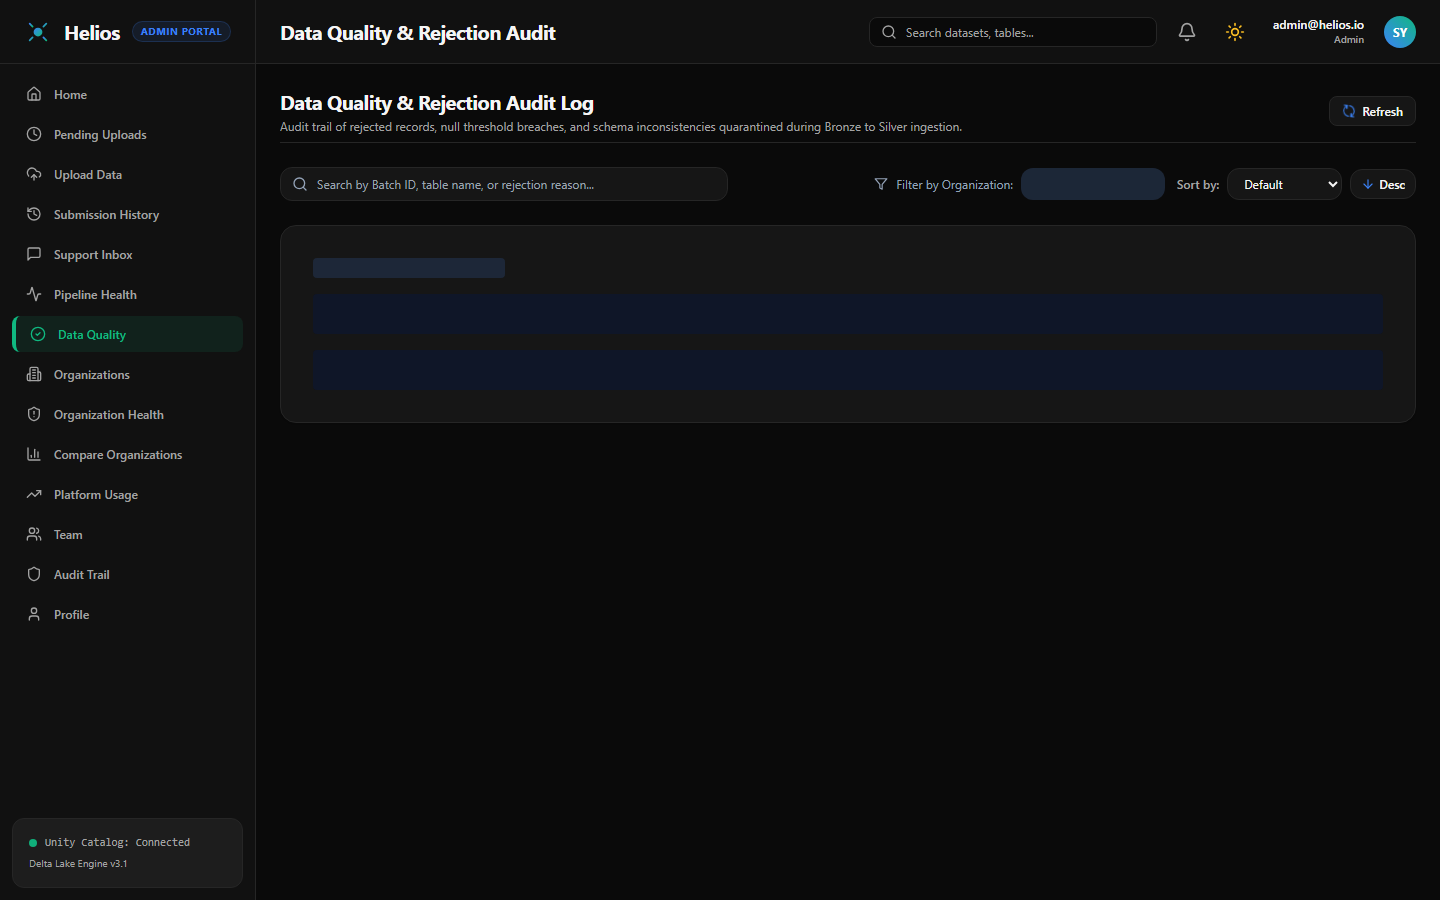 Helios
ADMIN PORTAL
Data Quality & Rejection Audit
Search datasets, tables...
admin@helios.io
Admin
SY
Home
Pending Uploads
Upload Data
Submission History
Support Inbox
Pipeline Health
Data Quality
Organizations
Organization Health
Compare Organizations
Platform Usage
Team
Audit Trail
Profile
Unity Catalog: Connected
Delta Lake Engine v3.1
Data Quality & Rejection Audit Log
Audit trail of rejected records, null threshold breaches, and schema inconsistencies quarantined during Bronze to Silver ingestion.
Refresh
Search by Batch ID, table name, or rejection reason...
Filter by Organization:
Sort by:
Default
Desc